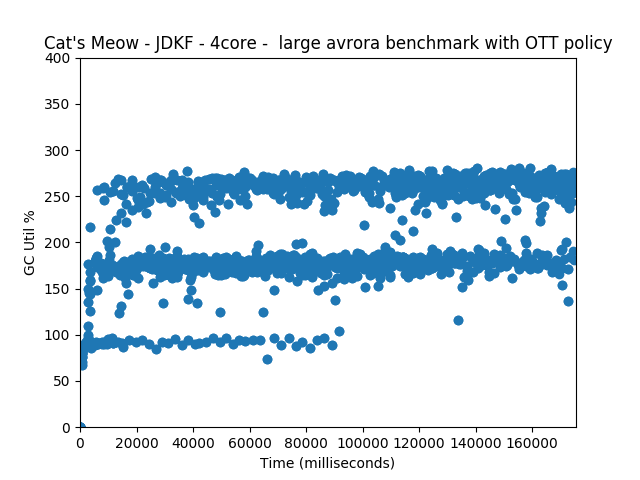 Cat's Meow - JDKF - 4core -  large avrora benchmark with OTT policy
400
350
300
250
200
150
100
50
0
GC Util %
0 20000 40000 60000 80000 100000 120000 140000 160000
Time (milliseconds)